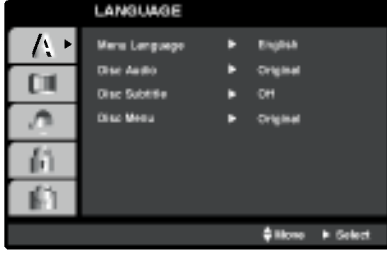 LANGUAGE
A
Menu Language ► English
Disc Audio ► Original
Disc Subtitle ► Off
Disc Menu ► Original
Move ► Select